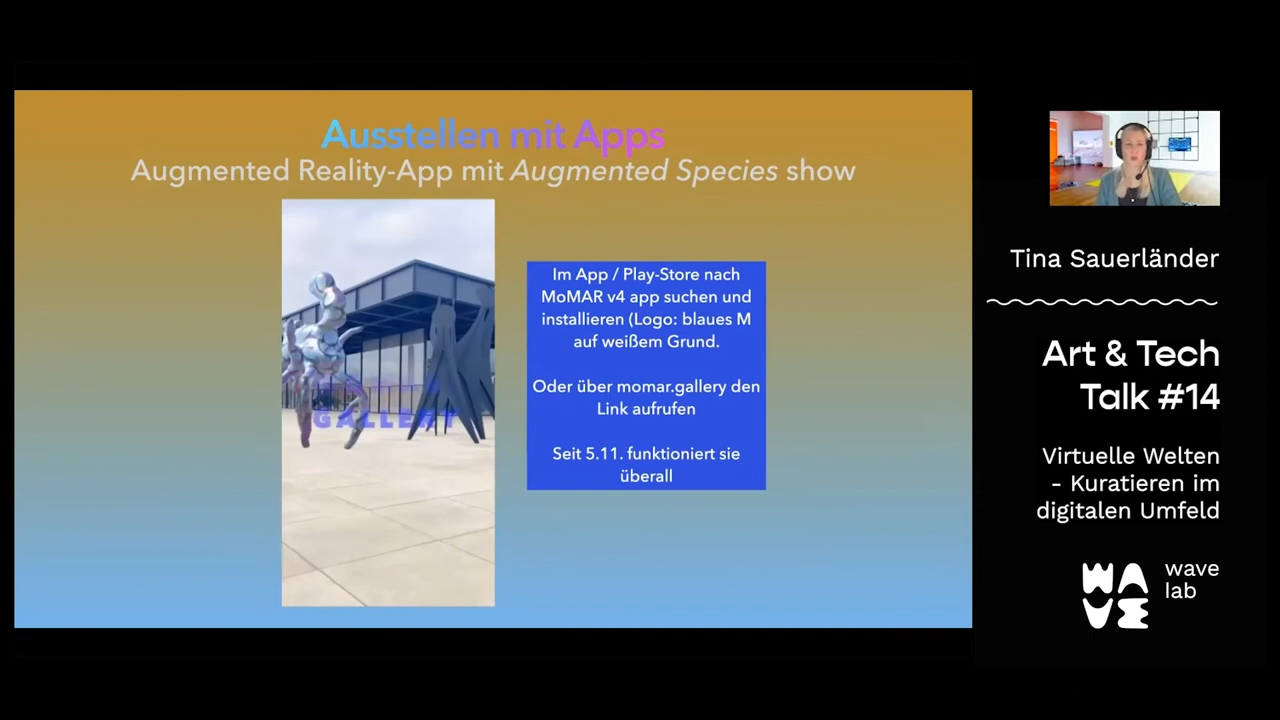 Ausstellen mit Apps
Augmented Reality-App mit Augmented Species show
GALLERY
Im App / Play-Store nach
MoMAR v4 app suchen und
installieren (Logo: blaues M
auf weißem Grund.
Oder über momar.gallery den
Link aufrufen
Seit 5.11. funktioniert sie
überall
Tina Sauerländer
Art & Tech
Talk #14
Virtuelle Welten
- Kuratieren im
digitalen Umfeld
WAVE
wave
lab